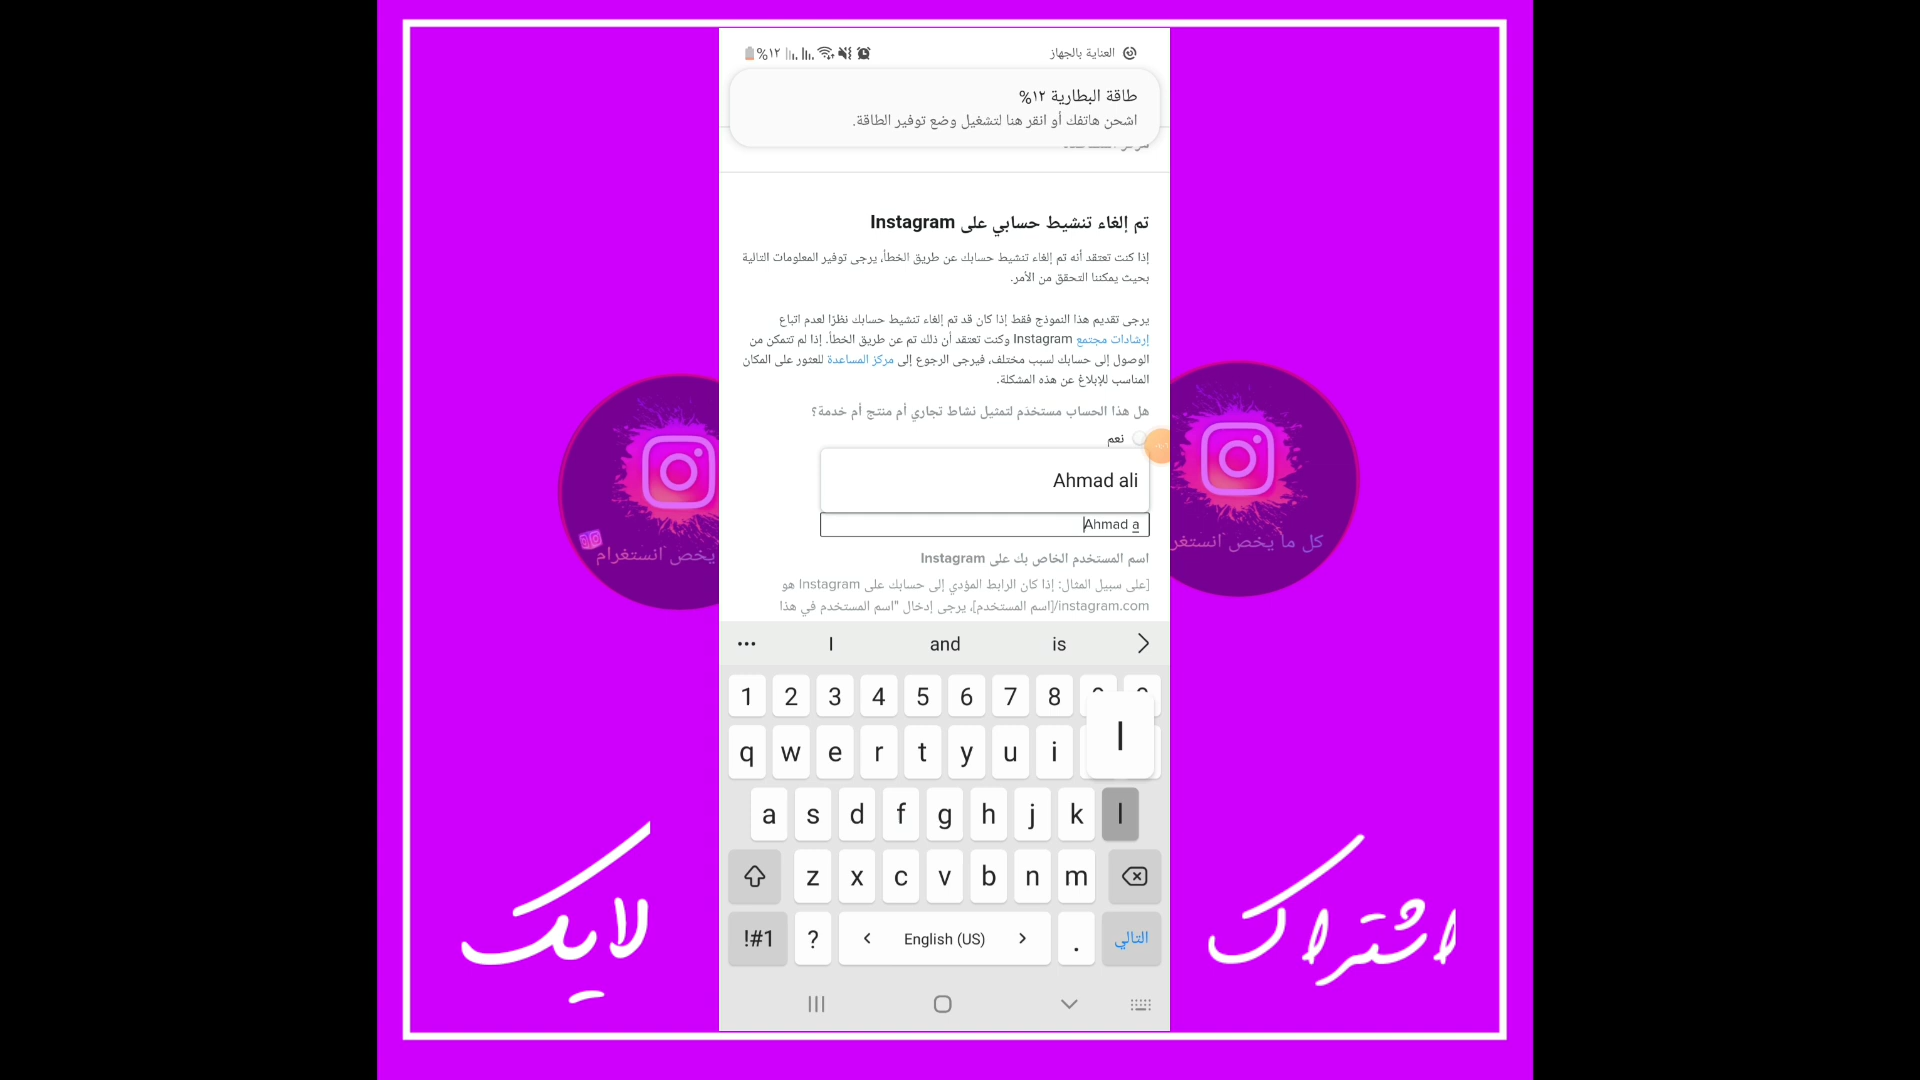 العناية بالجهاز
%١٢
طاقة البطارية ١٢%
اشحن هاتفك أو انقر هنا لتشغيل وضع توفير الطاقة.
تم إلغاء تنشيط حسابي على Instagram
إذا كنت تعتقد أنه تم إلغاء تنشيط حسابك عن طريق الخطأ، يرجى توفير المعلومات التالية
بحيث يمكننا التحقق من الأمر.
يرجى تقديم هذا النموذج فقط إذا كان قد تم إلغاء تنشيط حسابك نظرًا لعدم اتباع
إرشادات مجتمع Instagram وكنت تعتقد أن ذلك تم عن طريق الخطأ. إذا لم تتمكن من
الوصول إلى حسابك لسبب مختلف، فيرجى الرجوع إلى مركز المساعدة للعثور على المكان
المناسب للإبلاغ عن هذه المشكلة.
هل هذا الحساب مستخدَم لتمثيل نشاط تجاري أم منتج أم خدمة؟
نعم
Ahmad ali
Ahmad a
اسم المستخدم الخاص بك على Instagram
[على سبيل المثال: إذا كان الرابط المؤدي إلى حسابك على Instagram هو
instagram.com/[اسم المستخدم]، يرجى إدخال "اسم المستخدم في هذا
I and is
1 2 3 4 5 6 7 8
q w e r t y u i
l
a s d f g h j k l
z x c v b n m
!#1 ? English (US) . التالي
كل ما يخص انستغر
يخص انستغرام
لايك
اشتراك